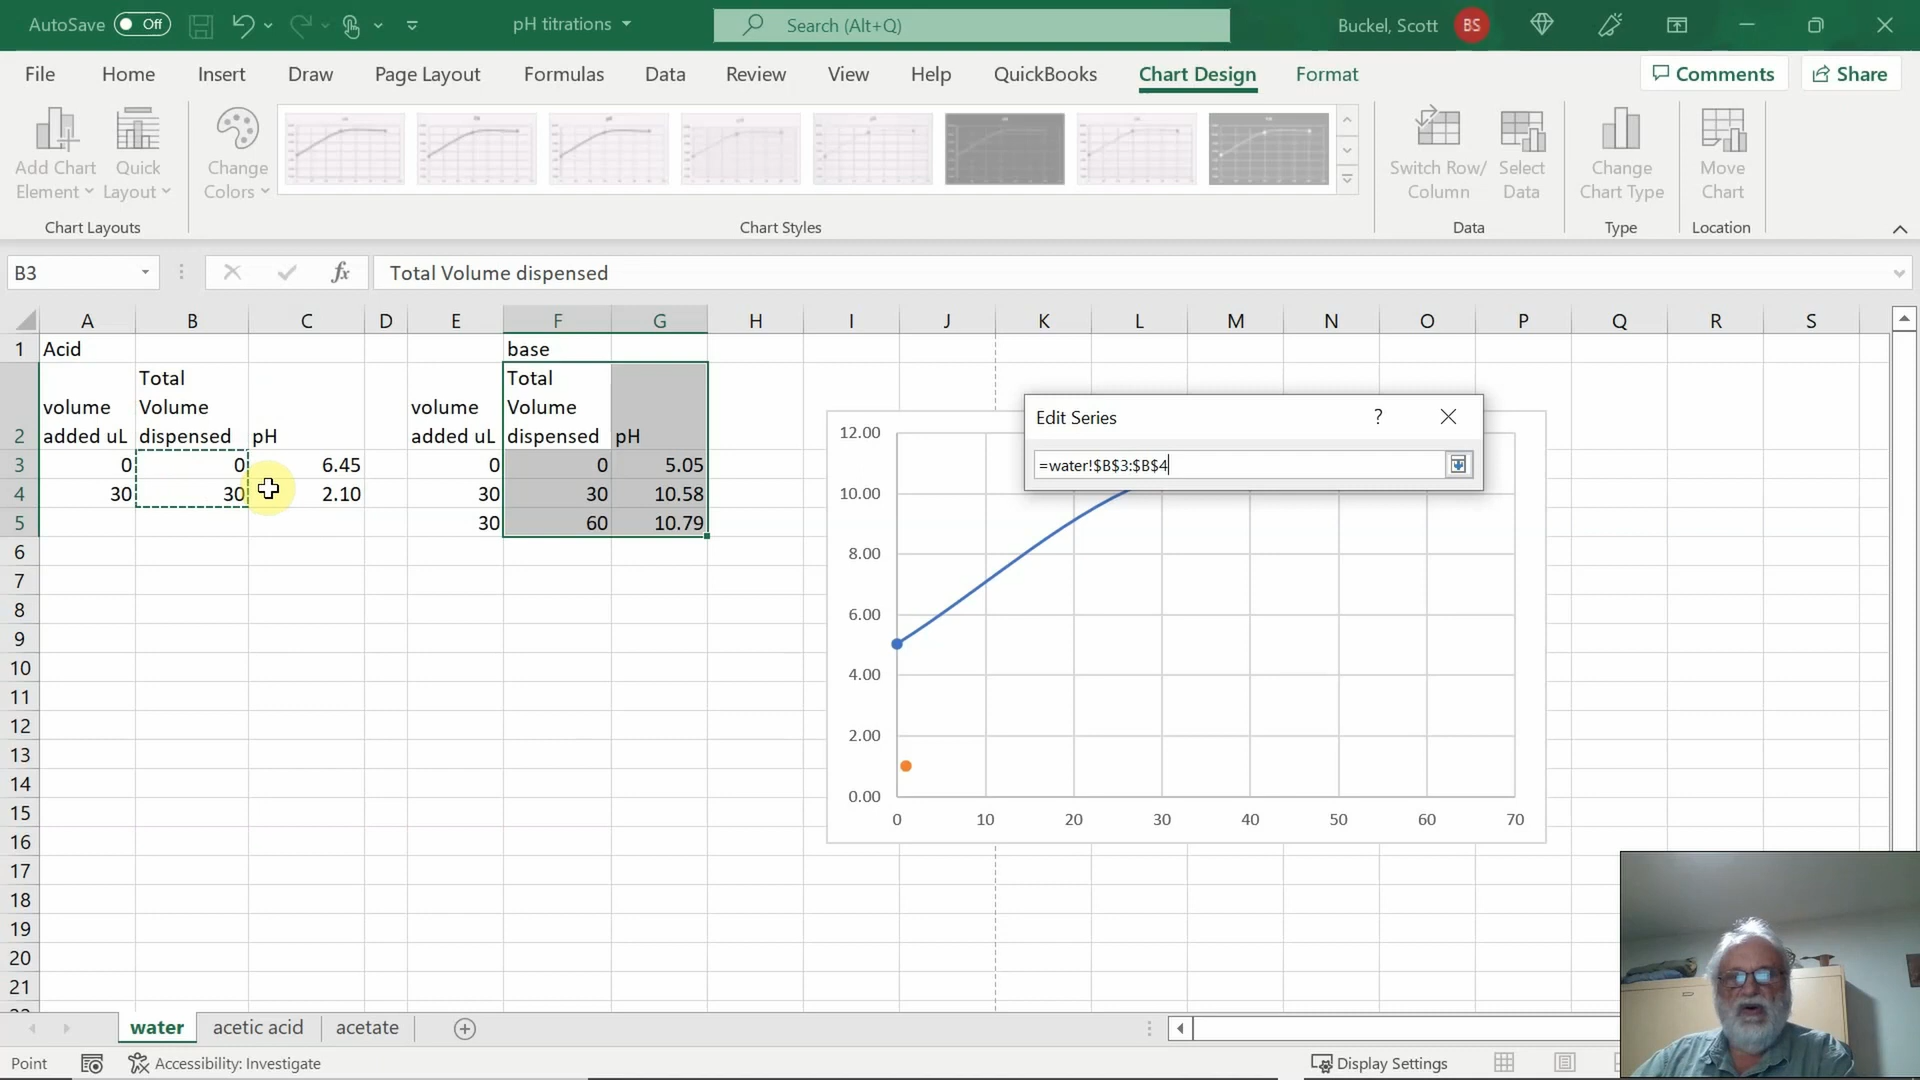 AutoSave Off pH titrations Search (Alt+Q) Buckel, Scott BS
File Home Insert Draw Page Layout Formulas Data Review View Help QuickBooks Chart Design Format Comments Share
Add Chart Quick Change Switch Row/ Select Change Move
Element Layout Colors Column Data Chart Type Chart
Chart Layouts Chart Styles Data Type Location
B3 fx Total Volume dispensed
A B C D E F G H I J K L M N O P Q R S
1 Acid base
Total Total
volume Volume volume Volume
2 added uL dispensed pH added uL dispensed pH
3 0 0 6.45 0 0 5.05
4 30 30 2.10 30 30 10.58
5 30 60 10.79
6
7
8
9
10
11
12
13
14
15
16
17
18
19
20
21
Edit Series ?
=water!$B$3:$B$4
12.00
10.00
8.00
6.00
4.00
2.00
0.00
0 10 20 30 40 50 60 70
water acetic acid acetate
Point Accessibility: Investigate Display Settings